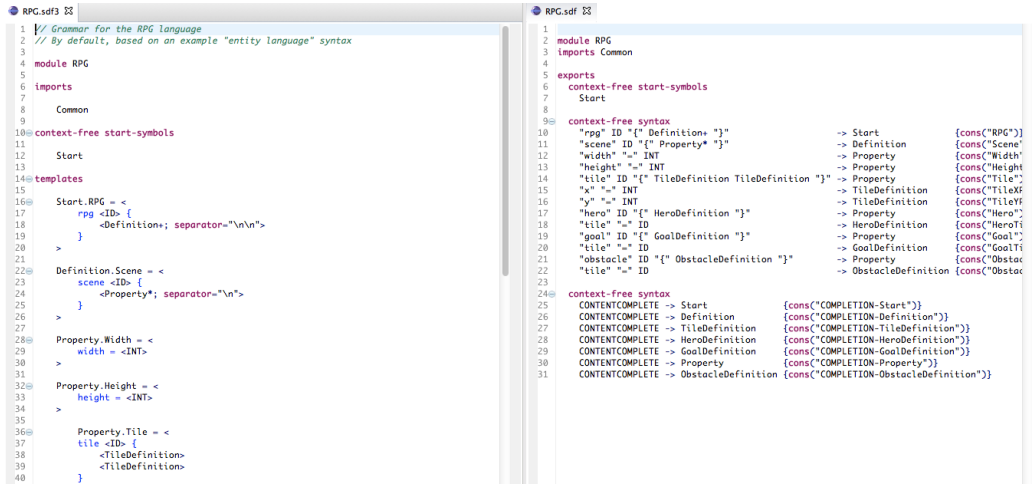 RPG.sdf3
1 // Grammar for the RPG language
2 // By default, based on an example "entity language" syntax
3
4 module RPG
5
6 imports
7
8     Common
9
10 context-free start-symbols
11
12     Start
13
14 templates
15
16     Start.RPG = <
17         rpg <ID> {
18             <Definition+; separator="\n\n">
19         }
20     >
21
22     Definition.Scene = <
23         scene <ID> {
24             <Property*; separator="\n">
25         }
26     >
27
28     Property.Width = <
29         width = <INT>
30     >
31
32     Property.Height = <
33         height = <INT>
34     >
35
36         Property.Tile = <
37         tile <ID> {
38             <TileDefinition>
39             <TileDefinition>
40         }
RPG.sdf
1
2 module RPG
3 imports Common
4
5 exports
6   context-free start-symbols
7     Start
8
9   context-free syntax
10     "rpg" ID "{" Definition+ "}" -> Start {cons("RPG")}
11     "scene" ID "{" Property* "}" -> Definition {cons("Scene"
12     "width" "=" INT -> Property {cons("Width"
13     "height" "=" INT -> Property {cons("Height
14     "tile" ID "{" TileDefinition TileDefinition "}" -> Property {cons("Tile")
15     "x" "=" INT -> TileDefinition {cons("TileXP
16     "y" "=" INT -> TileDefinition {cons("TileYP
17     "hero" ID "{" HeroDefinition "}" -> Property {cons("Hero")
18     "tile" "=" ID -> HeroDefinition {cons("HeroTi
19     "goal" ID "{" GoalDefinition "}" -> Property {cons("Goal")
20     "tile" "=" ID -> GoalDefinition {cons("GoalTi
21     "obstacle" ID "{" ObstacleDefinition "}" -> Property {cons("Obstac
22     "tile" "=" ID -> ObstacleDefinition {cons("Obstac
23
24   context-free syntax
25     CONTENTCOMPLETE -> Start {cons("COMPLETION-Start")}
26     CONTENTCOMPLETE -> Definition {cons("COMPLETION-Definition")}
27     CONTENTCOMPLETE -> TileDefinition {cons("COMPLETION-TileDefinition")}
28     CONTENTCOMPLETE -> HeroDefinition {cons("COMPLETION-HeroDefinition")}
29     CONTENTCOMPLETE -> GoalDefinition {cons("COMPLETION-GoalDefinition")}
30     CONTENTCOMPLETE -> Property {cons("COMPLETION-Property")}
31     CONTENTCOMPLETE -> ObstacleDefinition {cons("COMPLETION-ObstacleDefinition")}